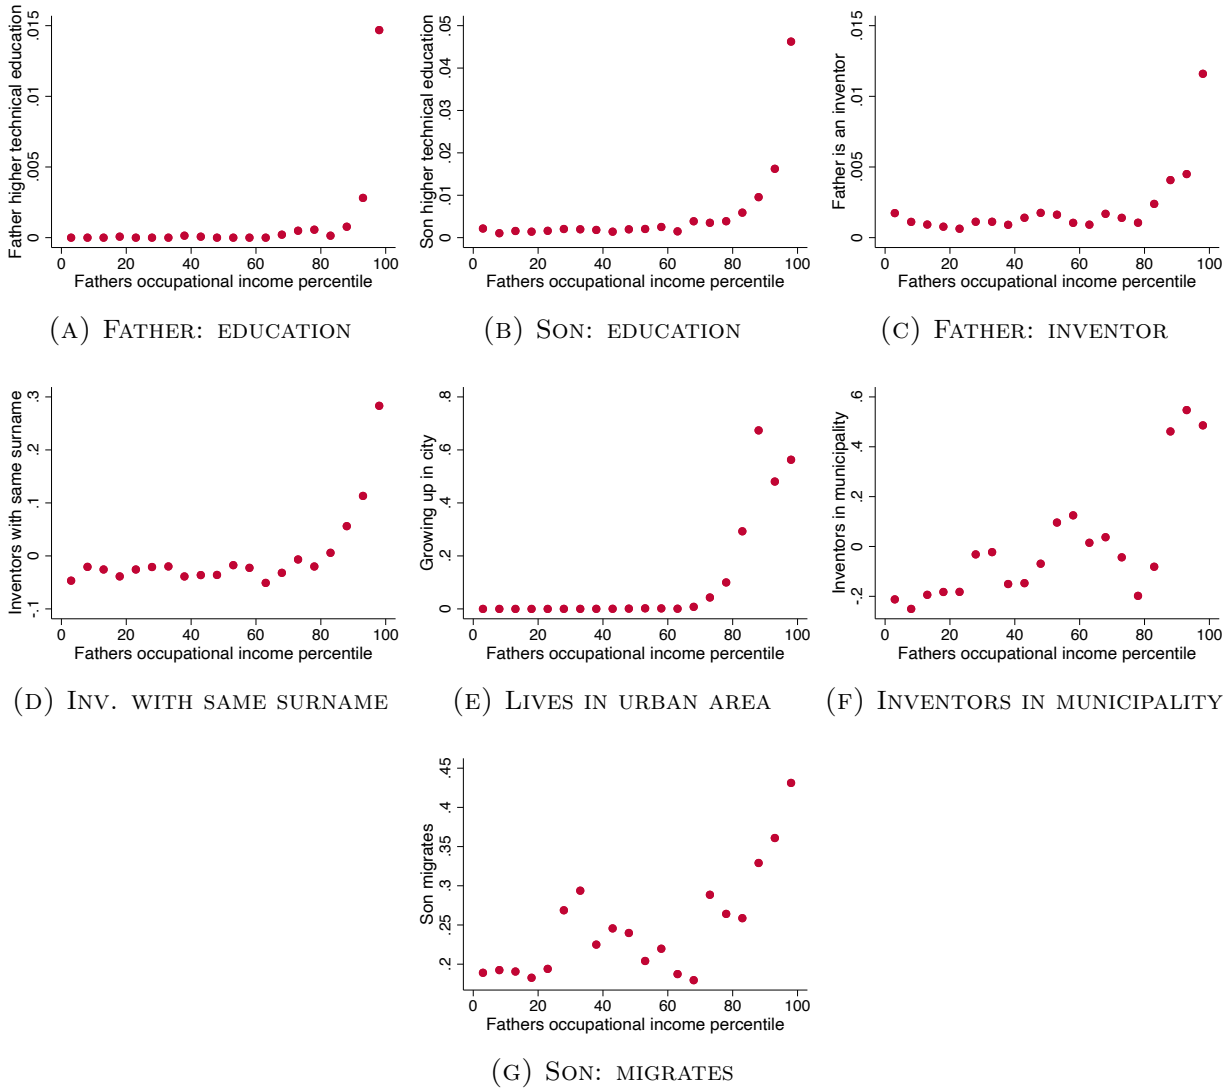 Father higher technical education
0 .005 .01 .015
0 20 40 60 80 100
Fathers occupational income percentile
(A) Father: education
Son higher technical education
0 .01 .02 .03 .04 .05
0 20 40 60 80 100
Fathers occupational income percentile
(B) Son: education
Father is an inventor
0 .005 .01 .015
0 20 40 60 80 100
Fathers occupational income percentile
(C) Father: inventor
Inventors with same surname
-.1 0 .1 .2 .3
0 20 40 60 80 100
Fathers occupational income percentile
(D) Inv. with same surname
Growing up in city
0 .2 .4 .6 .8
0 20 40 60 80 100
Fathers occupational income percentile
(E) Lives in urban area
Inventors in municipality
-.2 0 .2 .4 .6
0 20 40 60 80 100
Fathers occupational income percentile
(F) Inventors in municipality
Son migrates
.2 .25 .3 .35 .4 .45
0 20 40 60 80 100
Fathers occupational income percentile
(G) Son: migrates